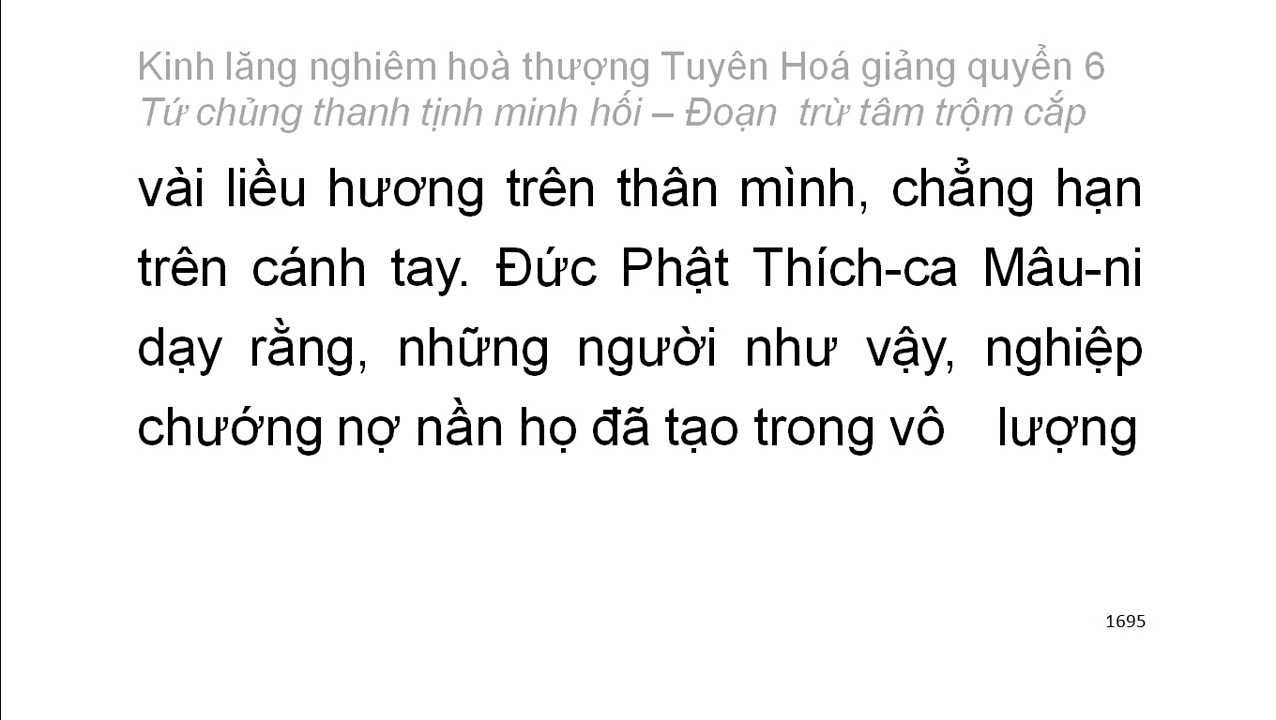 Kinh lăng nghiêm hoà thượng Tuyên Hoá giảng quyển 6
Tứ chủng thanh tịnh minh hối – Đoạn trừ tâm trộm cắp
vài liều hương trên thân mình, chẳng hạn
trên cánh tay. Đức Phật Thích-ca Mâu-ni
dạy rằng, những người như vậy, nghiệp
chướng nợ nần họ đã tạo trong vô lượng
1695